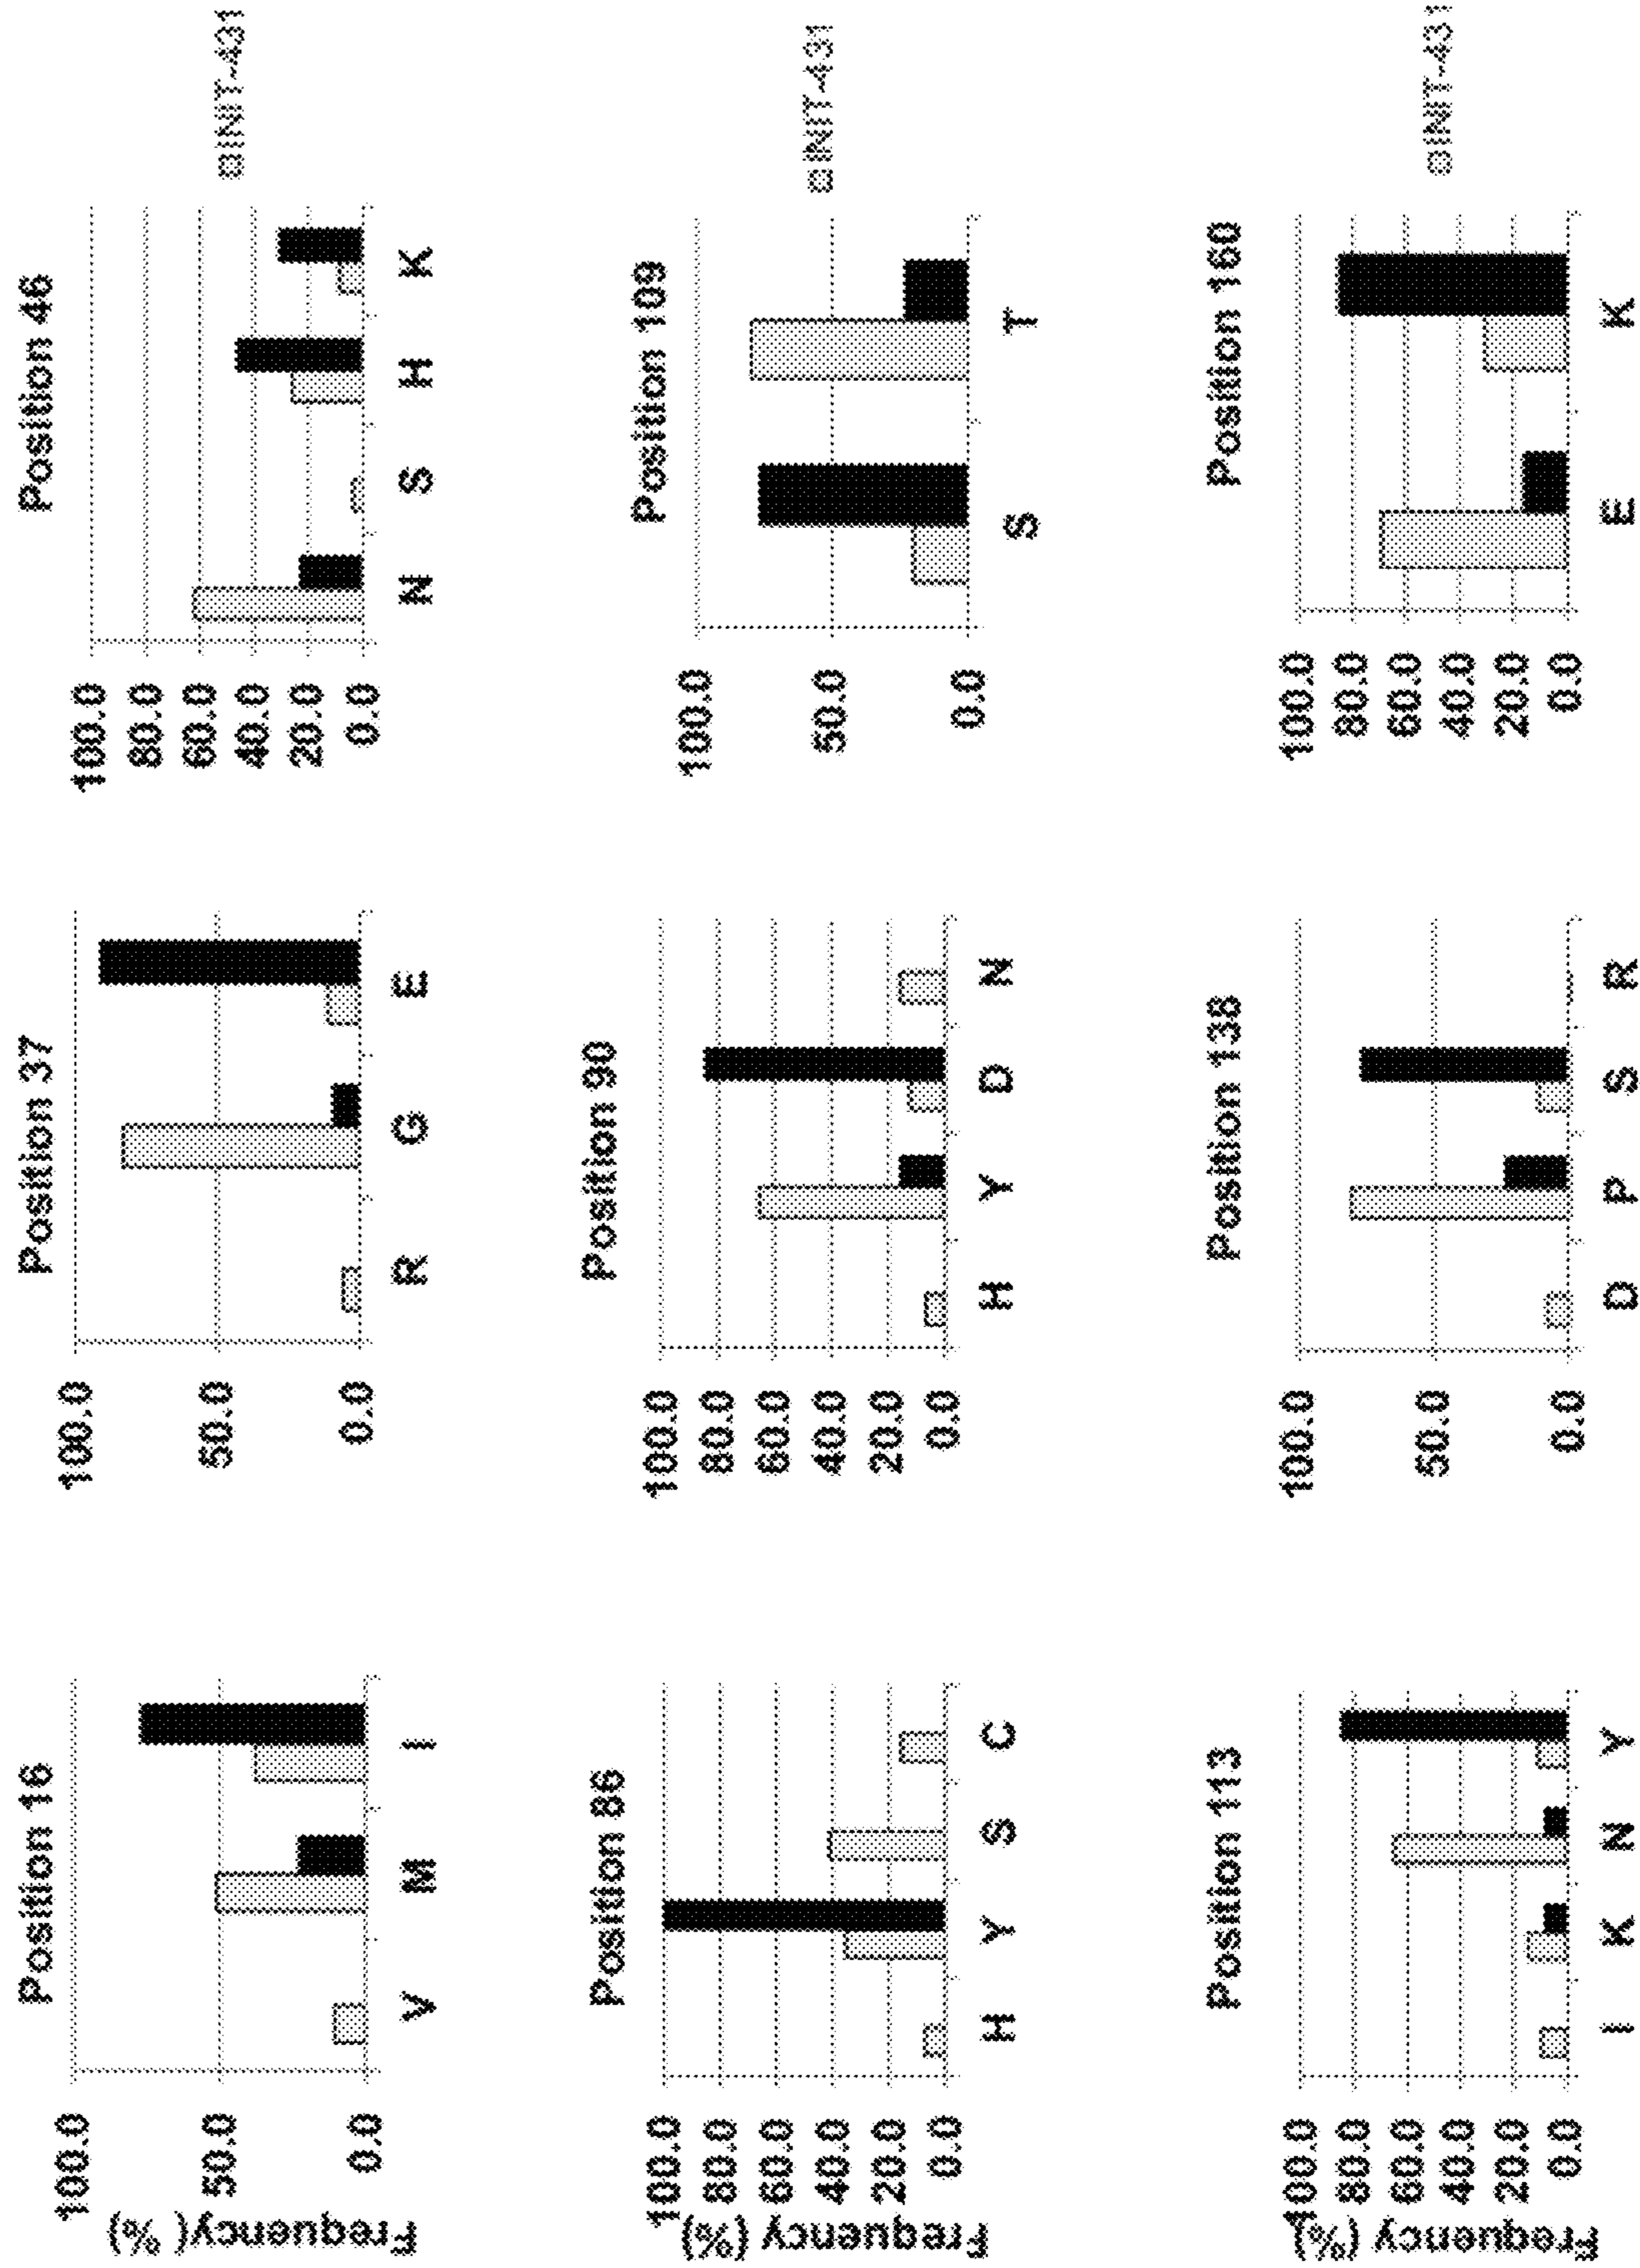 Position 16
100.0
50.0
0.0
Frequency (%)
V M I
Position 37
100.0
50.0
0.0
R G E
Position 46
100.0
80.0
60.0
40.0
20.0
0.0
N S H K
INIT-431
Position 86
100.0
80.0
60.0
40.0
20.0
0.0
Frequency (%)
H Y S C
Position 90
100.0
80.0
60.0
40.0
20.0
0.0
H Y D N
Position 109
100.0
50.0
0.0
S T
INIT-431
Position 113
100.0
80.0
60.0
40.0
20.0
0.0
Frequency (%)
I K N Y
Position 138
100.0
50.0
0.0
D P S R
Position 160
100.0
80.0
60.0
40.0
20.0
0.0
E K
INIT-431